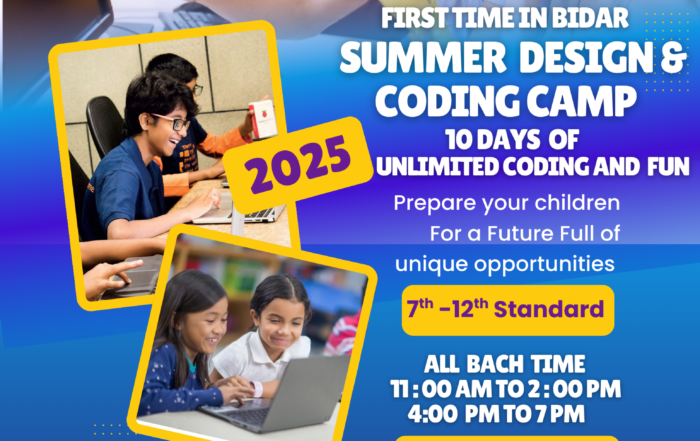 FIRST TIME IN BIDAR
SUMMER DESIGN &
CODING CAMP
10 DAYS OF
UNLIMITED CODING AND FUN
2025
Prepare your children
For a Future Full of
unique opportunities
7th -12th Standard
ALL BACH TIME
11 : 00 AM TO 2 : 00 PM
4:00 PM TO 7 PM